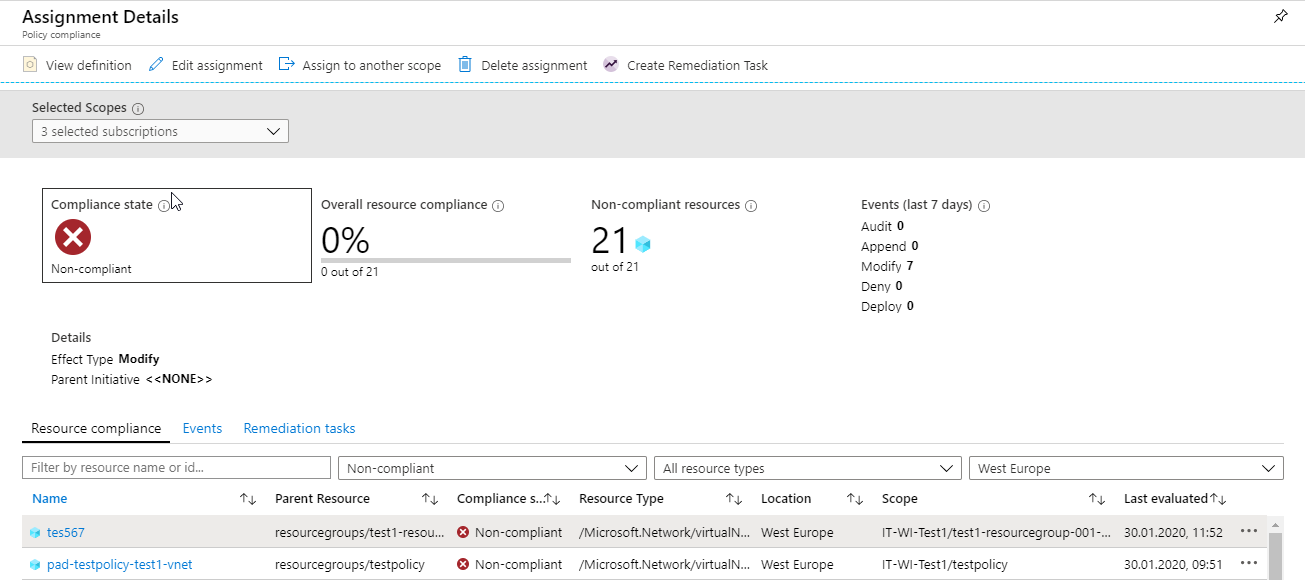 Assignment Details
Policy compliance
View definition Edit assignment Assign to another scope Delete assignment Create Remediation Task
Selected Scopes
3 selected subscriptions
Compliance state Overall resource compliance Non-compliant resources Events (last 7 days)
Audit 0
0% 21 Append 0
Non-compliant 0 out of 21 out of 21 Modify 7
Deny 0
Deploy 0
Details
Effect Type Modify
Parent Initiative <<NONE>>
Resource compliance Events Remediation tasks
Filter by resource name or id... Non-compliant All resource types West Europe
Name Parent Resource Compliance s... Resource Type Location Scope Last evaluated
tes567 resourcegroups/test1-resou... Non-compliant /Microsoft.Network/virtualN... West Europe IT-WI-Test1/test1-resourcegroup-001-... 30.01.2020, 11:52
pad-testpolicy-test1-vnet resourcegroups/testpolicy Non-compliant /Microsoft.Network/virtualN... West Europe IT-WI-Test1/testpolicy 30.01.2020, 09:51